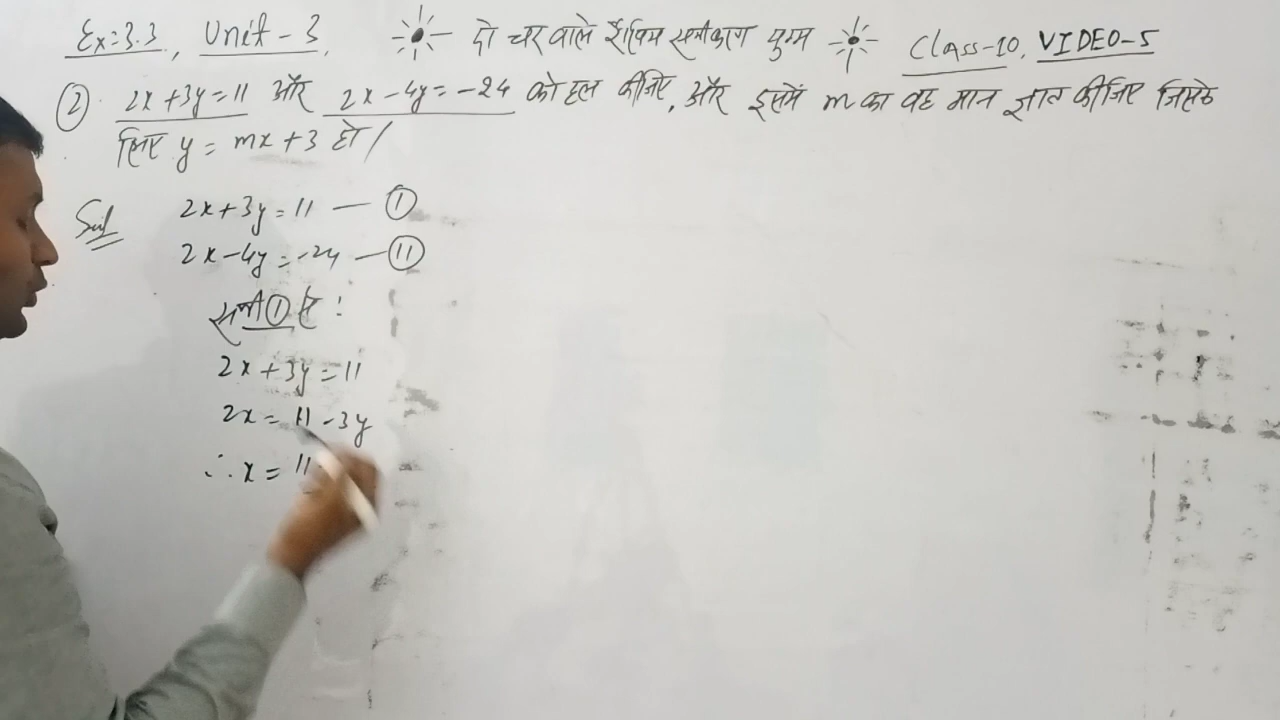 Ex:3.3, Unit-3, दो चर वाले रैखिक समीकरण युग्म Class-10, VIDEO-5
② 2x+3y=11 और 2x-4y=-24 को हल कीजिए, और इसमें m का वह मान ज्ञात कीजिए जिसके
लिए y=mx+3 हो।
Sol 2x+3y=11 — ①
2x-4y=-24 — ⑪
समी① से:
2x+3y=11
2x=11-3y
∴x=11